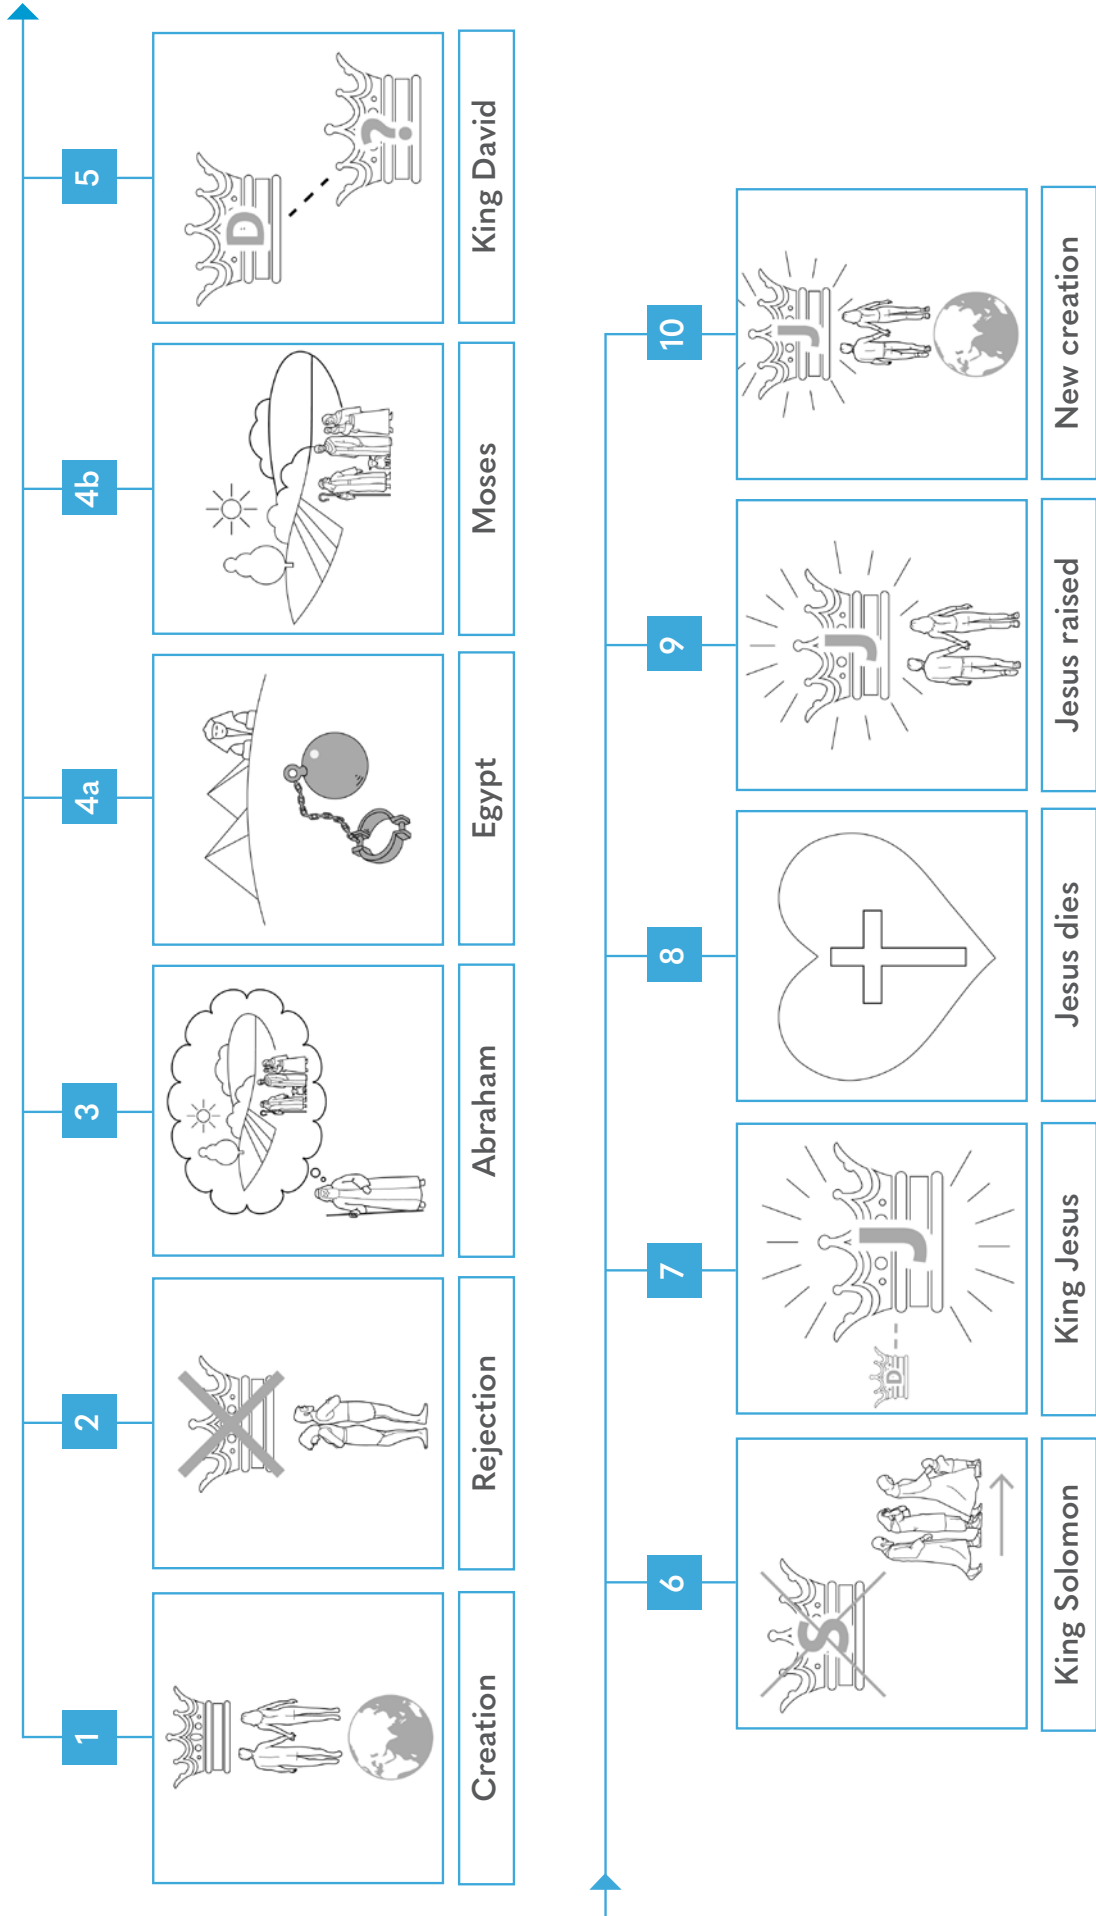 1
2
3
4a
4b
5
D
?
Creation
Rejection
Abraham
Egypt
Moses
King David
6
7
8
9
10
S
D
J
J
J
King Solomon
King Jesus
Jesus dies
Jesus raised
New creation